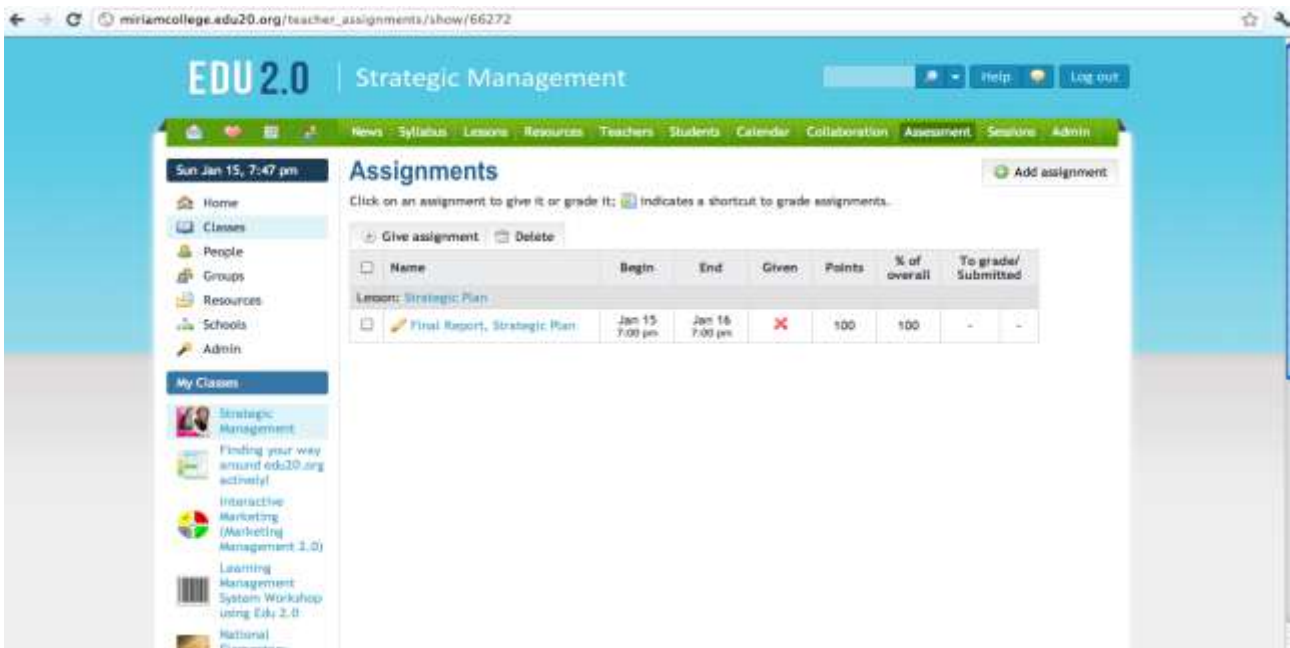 miriamcollege.edu20.org/teacher_assignments/show/66272
EDU 2.0 Strategic Management Help Log out
News Syllabus Lessons Resources Teachers Students Calendar Collaboration Assessment Sessions Admin
Sun Jan 15, 7:47 pm
Home
Classes
People
Groups
Resources
Schools
Admin
My Classes
Strategic
Management
Finding your way
around edu20.org
actively!
Interactive
Marketing
(Marketing
Management 2.0)
Learning
Management
System Workshop
using Edu 2.0
National
Assignments
Add assignment
Click on an assignment to give it or grade it; indicates a shortcut to grade assignments.
Give assignment Delete
Name Begin End Given Points % of overall To grade/ Submitted
Lesson: Strategic Plan
Final Report, Strategic Plan Jan 15 7:00 pm Jan 16 7:00 pm 100 100 - -